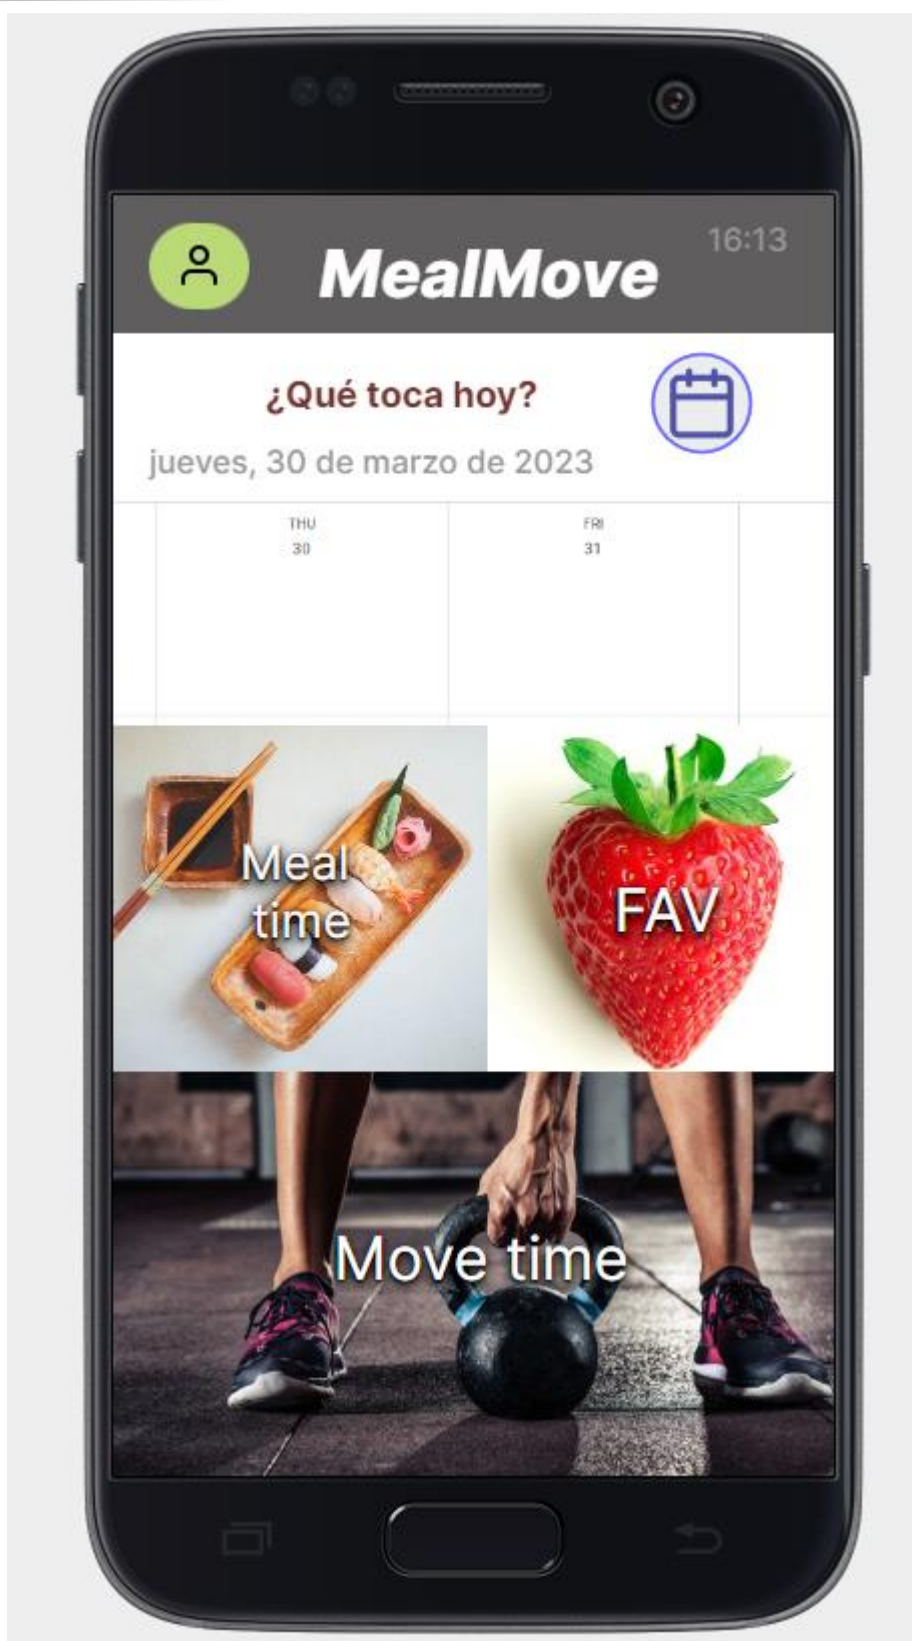 16:13
MealMove
¿Qué toca hoy?
jueves, 30 de marzo de 2023
THU
FRI
30
31
Meal
time
FAV
Move time